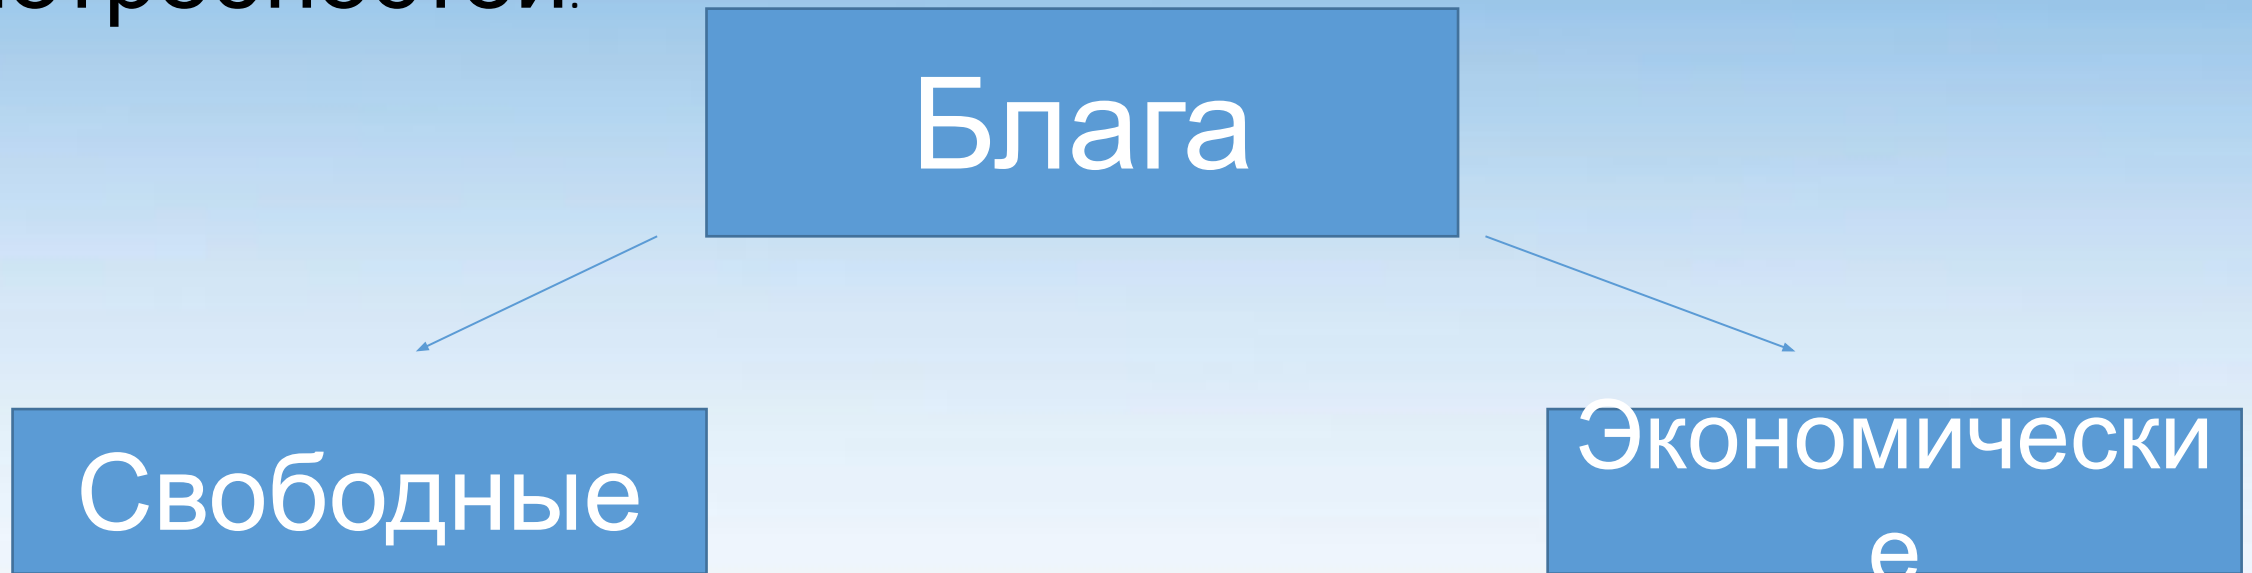 Блага
Свободные
Экономически
е